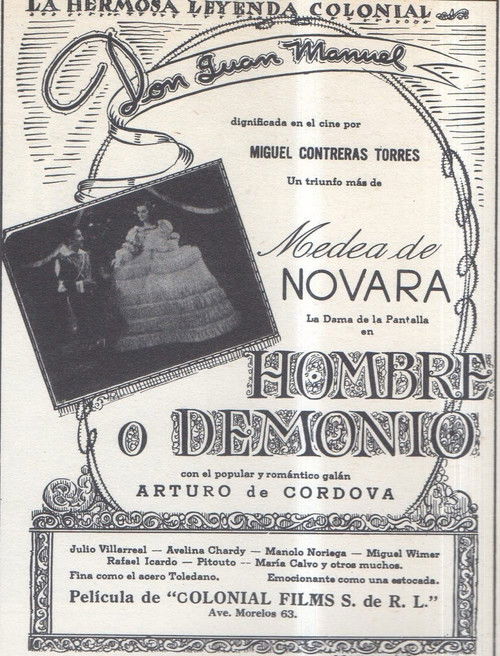 LA HERMOSA LEYENDA COLONIAL
Don Juan Manuel
dignificada en el cine por
MIGUEL CONTRERAS TORRES
Un triunfo más de
Medea de
NOVARA
La Dama de la Pantalla
en
HOMBRE
O DEMONIO
con el popular y romántico galán
ARTURO de CORDOVA
Julio Villarreal — Avelina Chardy — Manolo Noriega — Miguel Wimer
Rafael Icardo — Pitouto -- María Calvo y otros muchos.
Fina como el acero Toledano. Emocionante como una estocada.
Película de "COLONIAL FILMS S. de R. L."
Ave. Morelos 63.